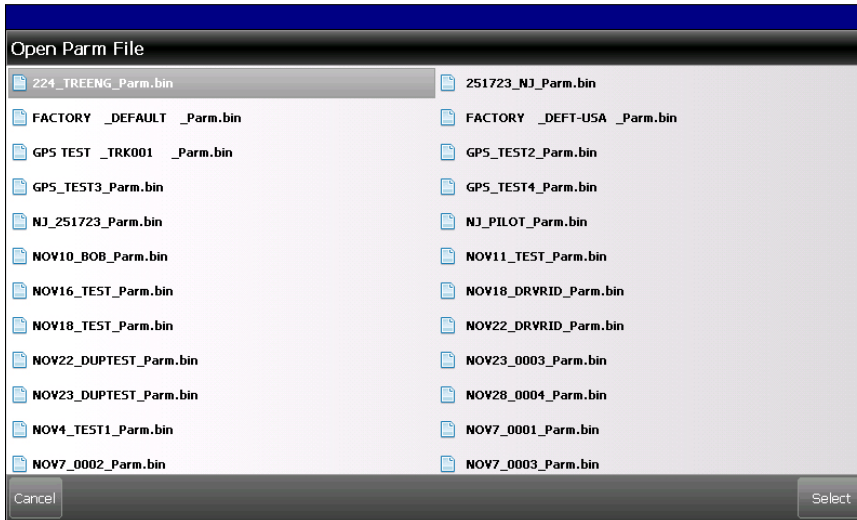 Open Parm File
224_TREENG_Parm.bin 251723_NJ_Parm.bin
FACTORY _DEFAULT _Parm.bin FACTORY _DEFT-USA _Parm.bin
GPS TEST _TRK001 _Parm.bin GPS_TEST2_Parm.bin
GPS_TEST3_Parm.bin GPS_TEST4_Parm.bin
NJ_251723_Parm.bin NJ_PILOT_Parm.bin
NOV10_BOB_Parm.bin NOV11_TEST_Parm.bin
NOV16_TEST_Parm.bin NOV18_DRVRID_Parm.bin
NOV18_TEST_Parm.bin NOV22_DRVRID_Parm.bin
NOV22_DUPTEST_Parm.bin NOV23_0003_Parm.bin
NOV23_DUPTEST_Parm.bin NOV28_0004_Parm.bin
NOV4_TEST1_Parm.bin NOV7_0001_Parm.bin
NOV7_0002_Parm.bin NOV7_0003_Parm.bin
Cancel Select